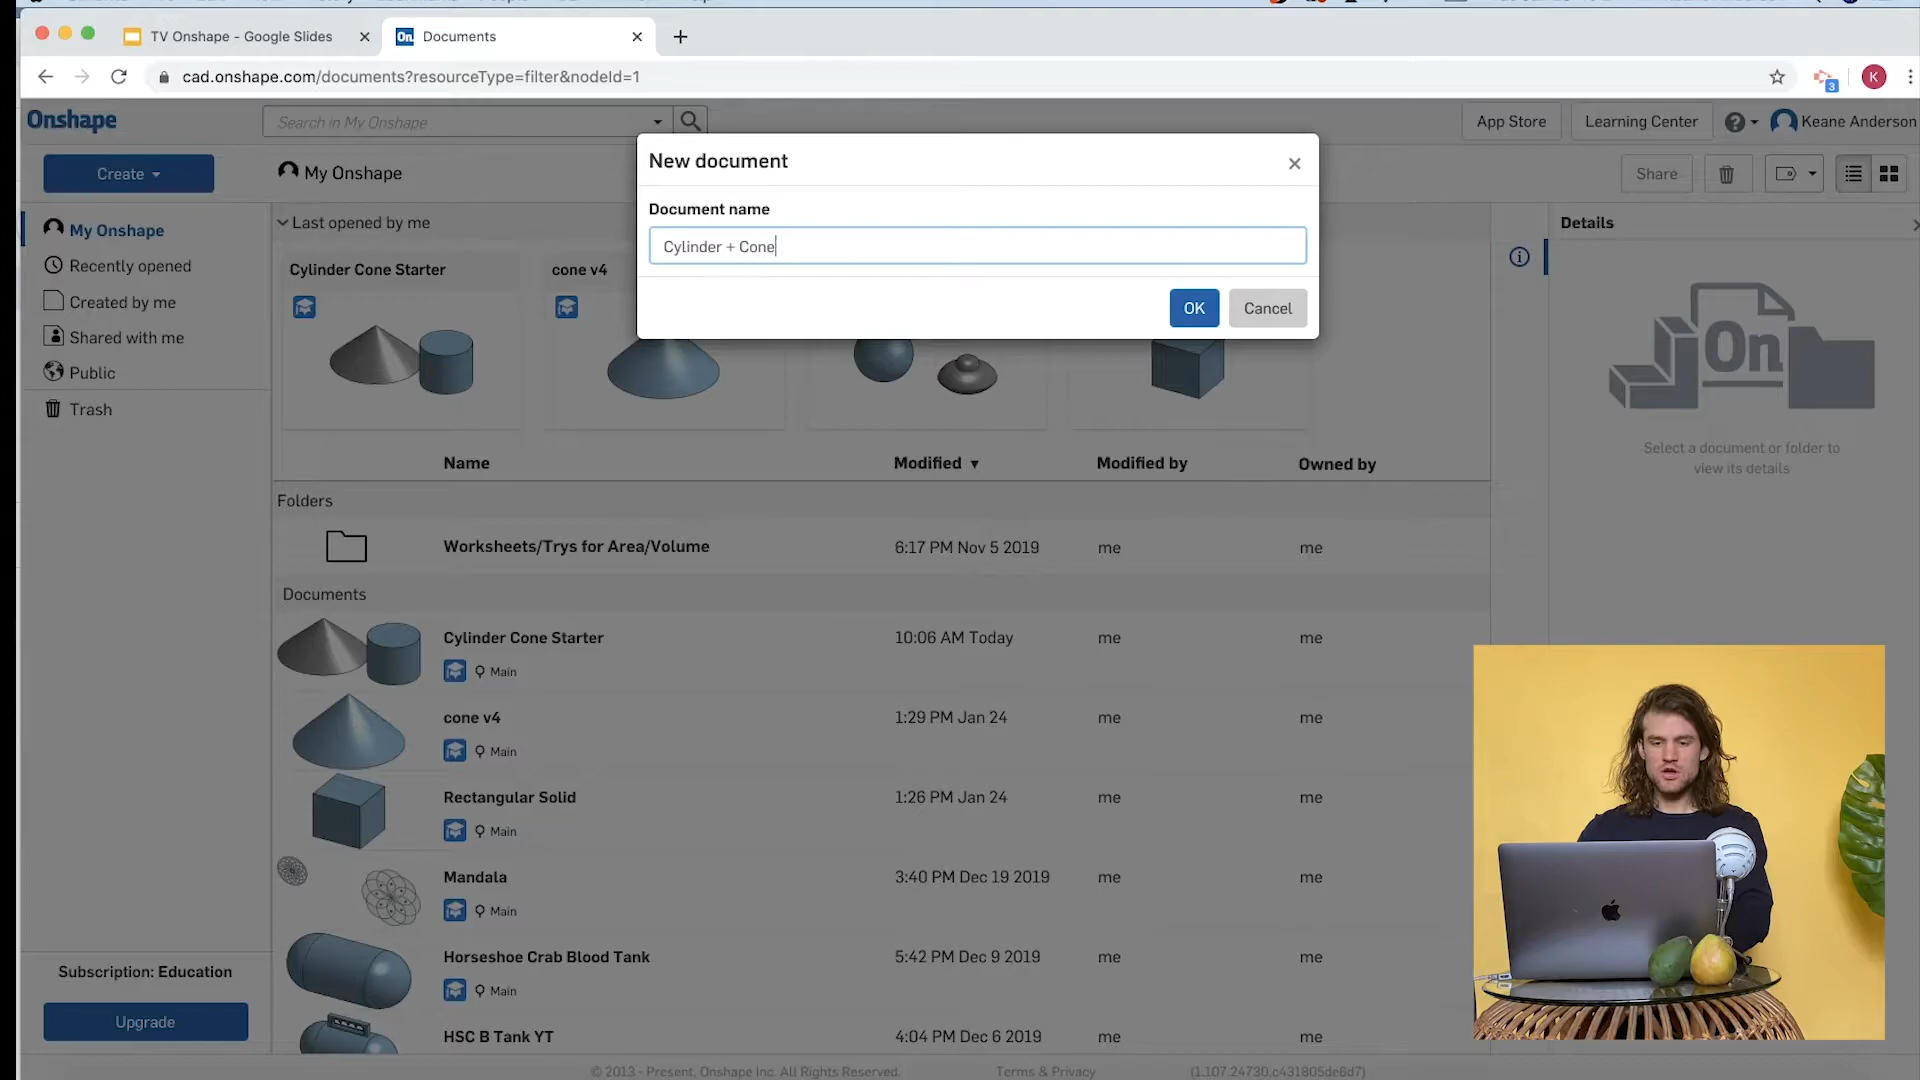 TV Onshape - Google Slides
On Documents
cad.onshape.com/documents?resourceType=filter&nodeId=1
3
K
Onshape
Search in My Onshape
App Store
Learning Center
?
Keane Anderson
Create
My Onshape
Share
New document
Document name
Cylinder + Cone
OK
Cancel
My Onshape
Recently opened
Created by me
Shared with me
Public
Trash
Last opened by me
Cylinder Cone Starter
cone v4
Details
On
Select a document or folder to
view its details
Name Modified Modified by Owned by
Folders
Worksheets/Trys for Area/Volume 6:17 PM Nov 5 2019 me me
Documents
Cylinder Cone Starter 10:06 AM Today me me
Main
cone v4 1:29 PM Jan 24 me me
Main
Rectangular Solid 1:26 PM Jan 24 me me
Main
Mandala 3:40 PM Dec 19 2019 me me
Main
Horseshoe Crab Blood Tank 5:42 PM Dec 9 2019 me me
Main
HSC B Tank YT 4:04 PM Dec 6 2019 me me
Subscription: Education
Upgrade
© 2013 - Present, Onshape Inc. All Rights Reserved. Terms & Privacy (1.107.24730.c431805de6d7)